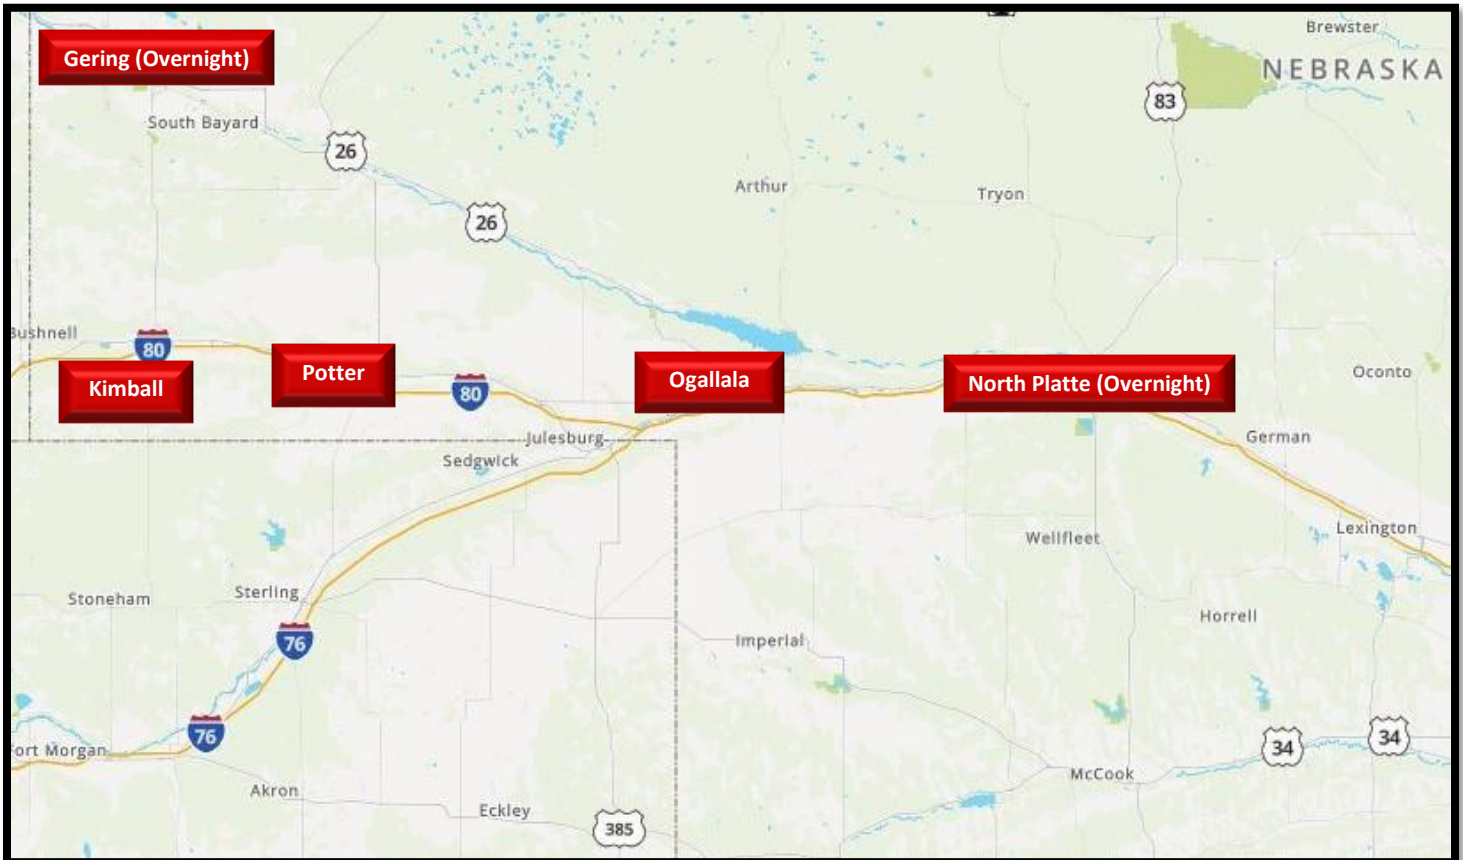 Brewster
Gering (Overnight)
NEBRASKA
83
South Bayard
26
Arthur
Tryon
26
Bushnell
80
Potter
Ogallala
North Platte (Overnight)
Oconto
Kimball
80
Julesburg
German
Sedgwick
Lexington
Wellfleet
Sterling
Stoneham
Horrell
76
Imperial
76
34
34
ort Morgan
McCook
Akron
Eckley
385